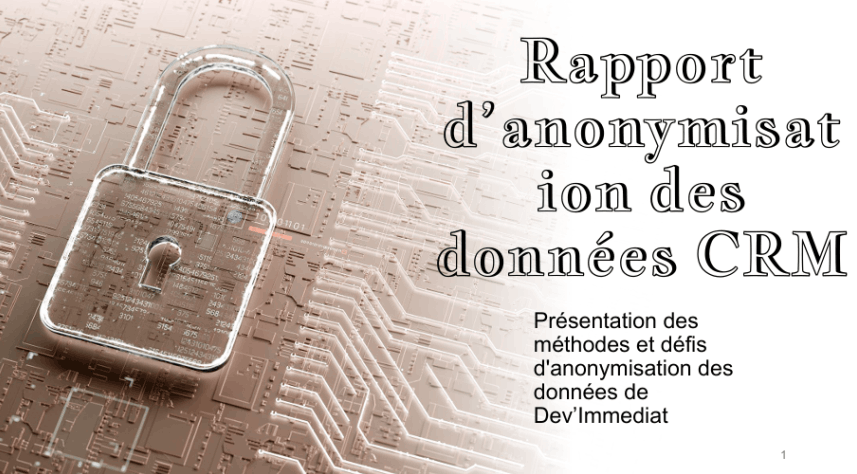 Rapport
d’anonymisat
ion des
données CRM
Présentation des
méthodes et défis
d'anonymisation des
données de
Dev’Immediat
1